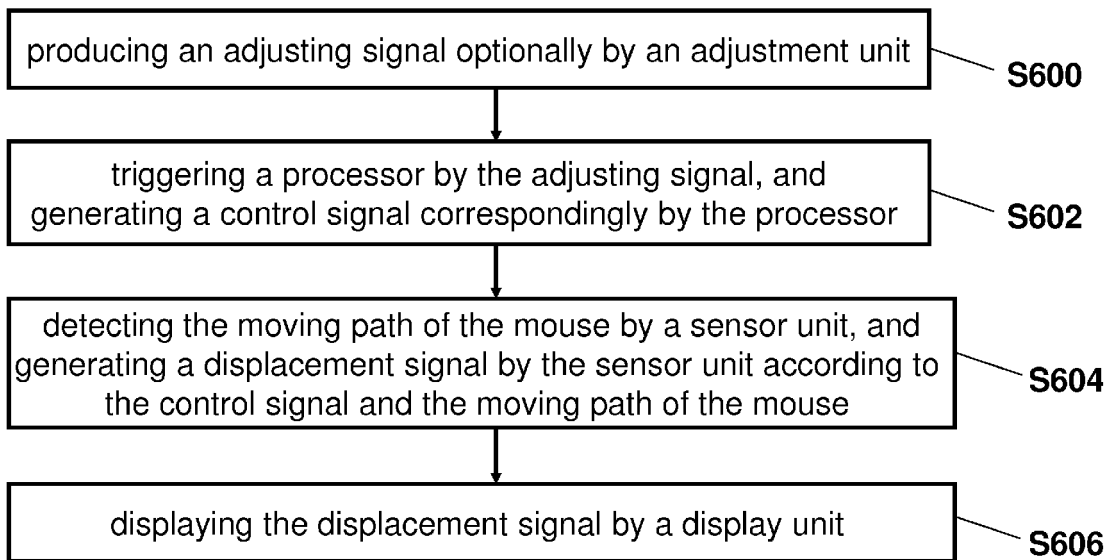 producing an adjusting signal optionally by an adjustment unit
S600
triggering a processor by the adjusting signal, and
generating a control signal correspondingly by the processor
S602
detecting the moving path of the mouse by a sensor unit, and
generating a displacement signal by the sensor unit according to
the control signal and the moving path of the mouse
S604
displaying the displacement signal by a display unit
S606